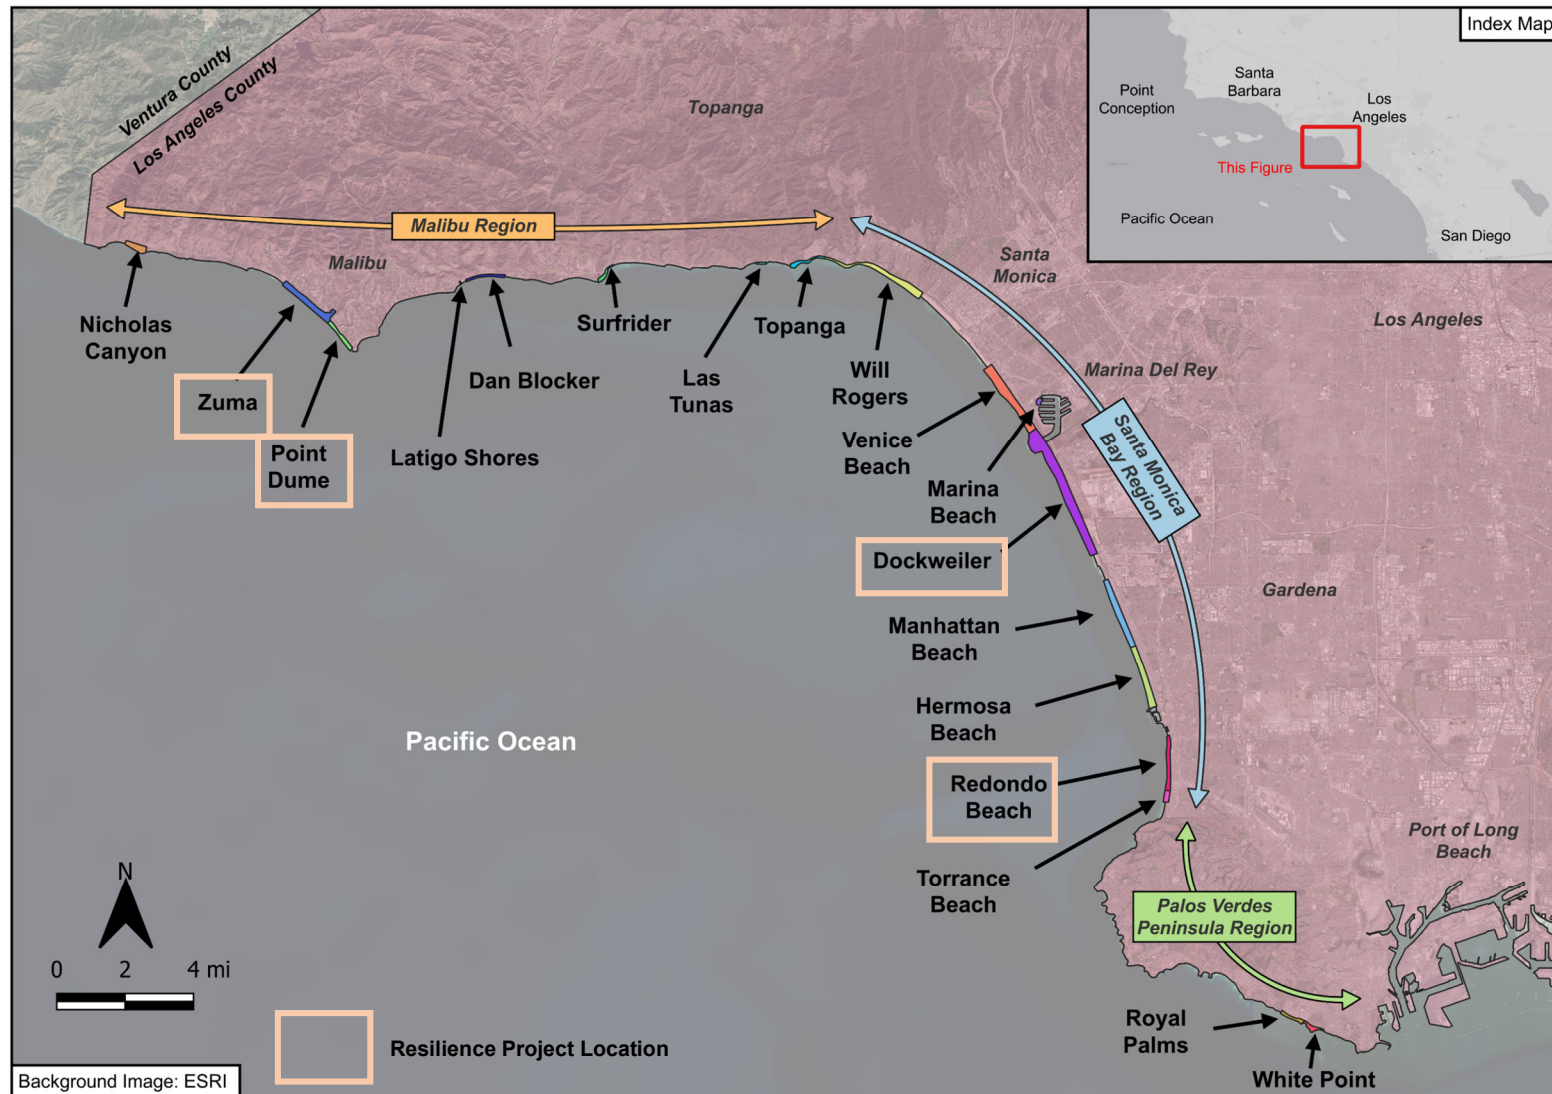 Index Map
Ventura County
Los Angeles County
Point
Conception
Santa
Barbara
Los
Angeles
This Figure
Pacific Ocean
San Diego
Topanga
Malibu Region
Malibu
Santa
Monica
Los Angeles
Nicholas
Canyon
Zuma
Point
Dume
Latigo Shores
Dan Blocker
Surfrider
Las
Tunas
Topanga
Will
Rogers
Marina Del Rey
Venice
Beach
Marina
Beach
Santa Monica
Bay Region
Dockweiler
Gardena
Manhattan
Beach
Hermosa
Beach
Pacific Ocean
Redondo
Beach
Torrance
Beach
Port of Long
Beach
Palos Verdes
Peninsula Region
Royal
Palms
White Point
N
0 2 4 mi
Resilience Project Location
Background Image: ESRI